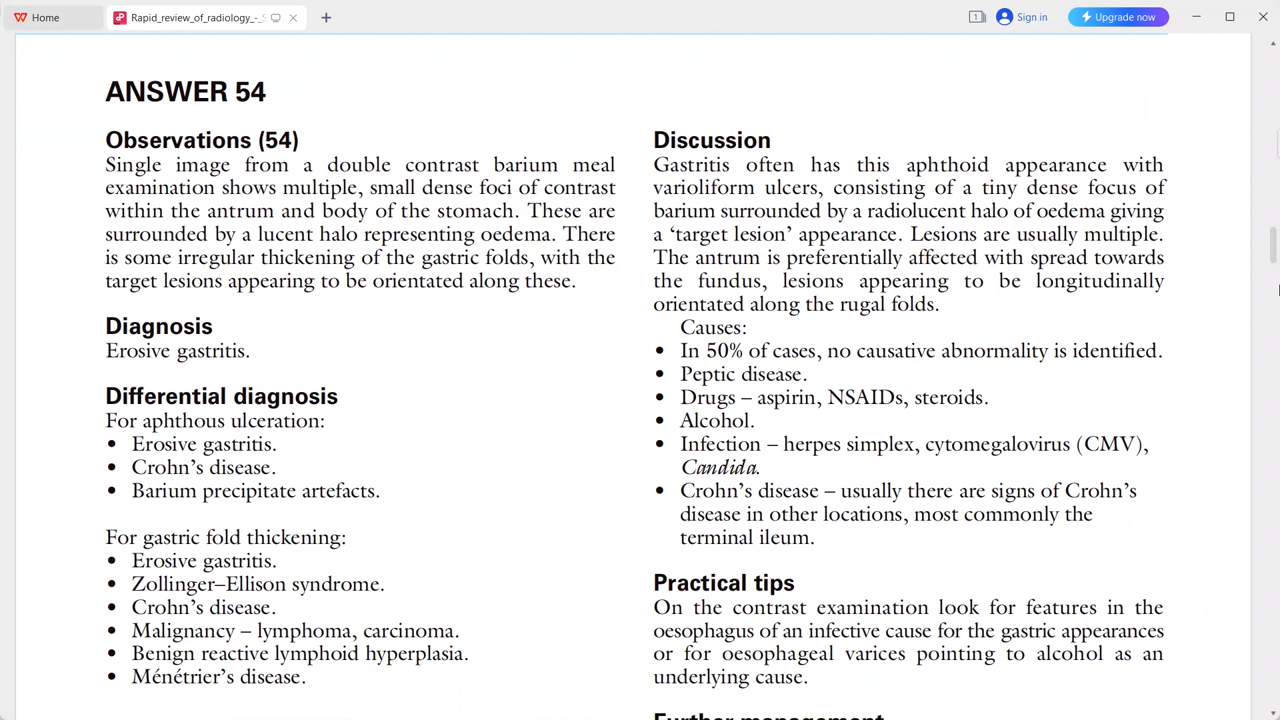 Home
Rapid_review_of_radiology_-_S
1
Sign in
Upgrade now
ANSWER 54
Observations (54)
Single image from a double contrast barium meal
examination shows multiple, small dense foci of contrast
within the antrum and body of the stomach. These are
surrounded by a lucent halo representing oedema. There
is some irregular thickening of the gastric folds, with the
target lesions appearing to be orientated along these.
Diagnosis
Erosive gastritis.
Differential diagnosis
For aphthous ulceration:
• Erosive gastritis.
• Crohn's disease.
• Barium precipitate artefacts.
For gastric fold thickening:
• Erosive gastritis.
• Zollinger–Ellison syndrome.
• Crohn's disease.
• Malignancy – lymphoma, carcinoma.
• Benign reactive lymphoid hyperplasia.
• Ménétrier's disease.
Discussion
Gastritis often has this aphthoid appearance with
varioliform ulcers, consisting of a tiny dense focus of
barium surrounded by a radiolucent halo of oedema giving
a 'target lesion' appearance. Lesions are usually multiple.
The antrum is preferentially affected with spread towards
the fundus, lesions appearing to be longitudinally
orientated along the rugal folds.
Causes:
• In 50% of cases, no causative abnormality is identified.
• Peptic disease.
• Drugs – aspirin, NSAIDs, steroids.
• Alcohol.
• Infection – herpes simplex, cytomegalovirus (CMV),
Candida.
• Crohn's disease – usually there are signs of Crohn's
disease in other locations, most commonly the
terminal ileum.
Practical tips
On the contrast examination look for features in the
oesophagus of an infective cause for the gastric appearances
or for oesophageal varices pointing to alcohol as an
underlying cause.
Further management